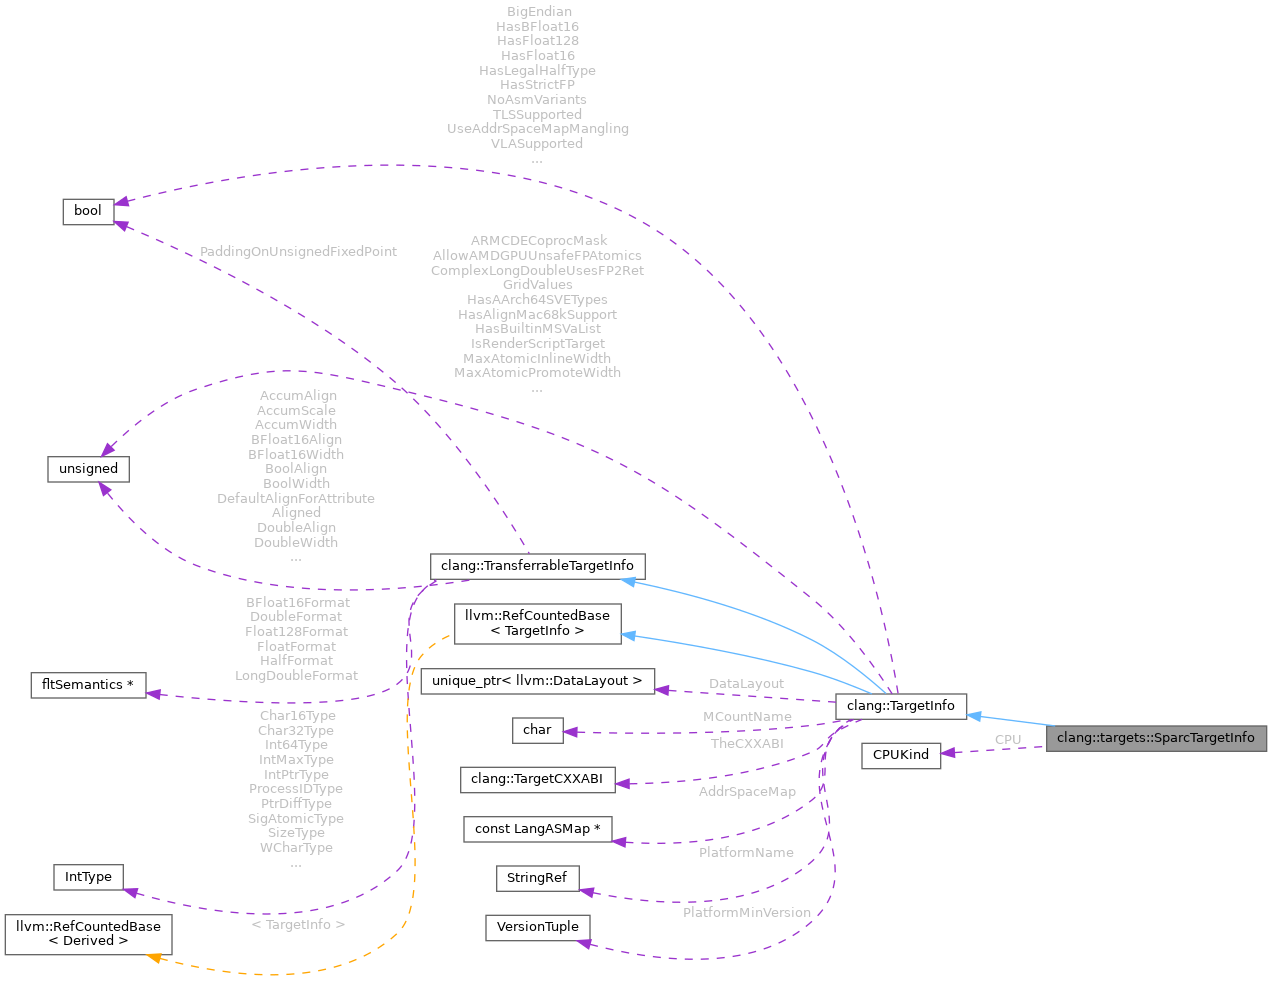 BigEndian
HasBFloat16
HasFloat128
HasFloat16
HasLegalHalfType
HasStrictFP
NoAsmVariants
TLSSupported
UseAddrSpaceMapMangling
VLASupported
...
bool
PaddingOnUnsignedFixedPoint
ARMCDECoprocMask
AllowAMDGPUUnsafeFPAtomics
ComplexLongDoubleUsesFP2Ret
GridValues
HasAArch64SVETypes
HasAlignMac68kSupport
HasBuiltinMSVaList
IsRenderScriptTarget
MaxAtomicInlineWidth
MaxAtomicPromoteWidth
...
unsigned
AccumAlign
AccumScale
AccumWidth
BFloat16Align
BFloat16Width
BoolAlign
BoolWidth
DefaultAlignForAttribute
Aligned
DoubleAlign
DoubleWidth
...
clang::TransferrableTargetInfo
llvm::RefCountedBase
< TargetInfo >
BFloat16Format
DoubleFormat
Float128Format
FloatFormat
HalfFormat
LongDoubleFormat
fltSemantics *
unique_ptr< llvm::DataLayout >
DataLayout
clang::TargetInfo
char
MCountName
clang::targets::SparcTargetInfo
CPU
CPUKind
Char16Type
Char32Type
Int64Type
IntMaxType
IntPtrType
ProcessIDType
PtrDiffType
SigAtomicType
SizeType
WCharType
...
clang::TargetCXXABI
TheCXXABI
const LangASMap *
AddrSpaceMap
IntType
StringRef
PlatformName
llvm::RefCountedBase
< Derived >
< TargetInfo >
VersionTuple
PlatformMinVersion